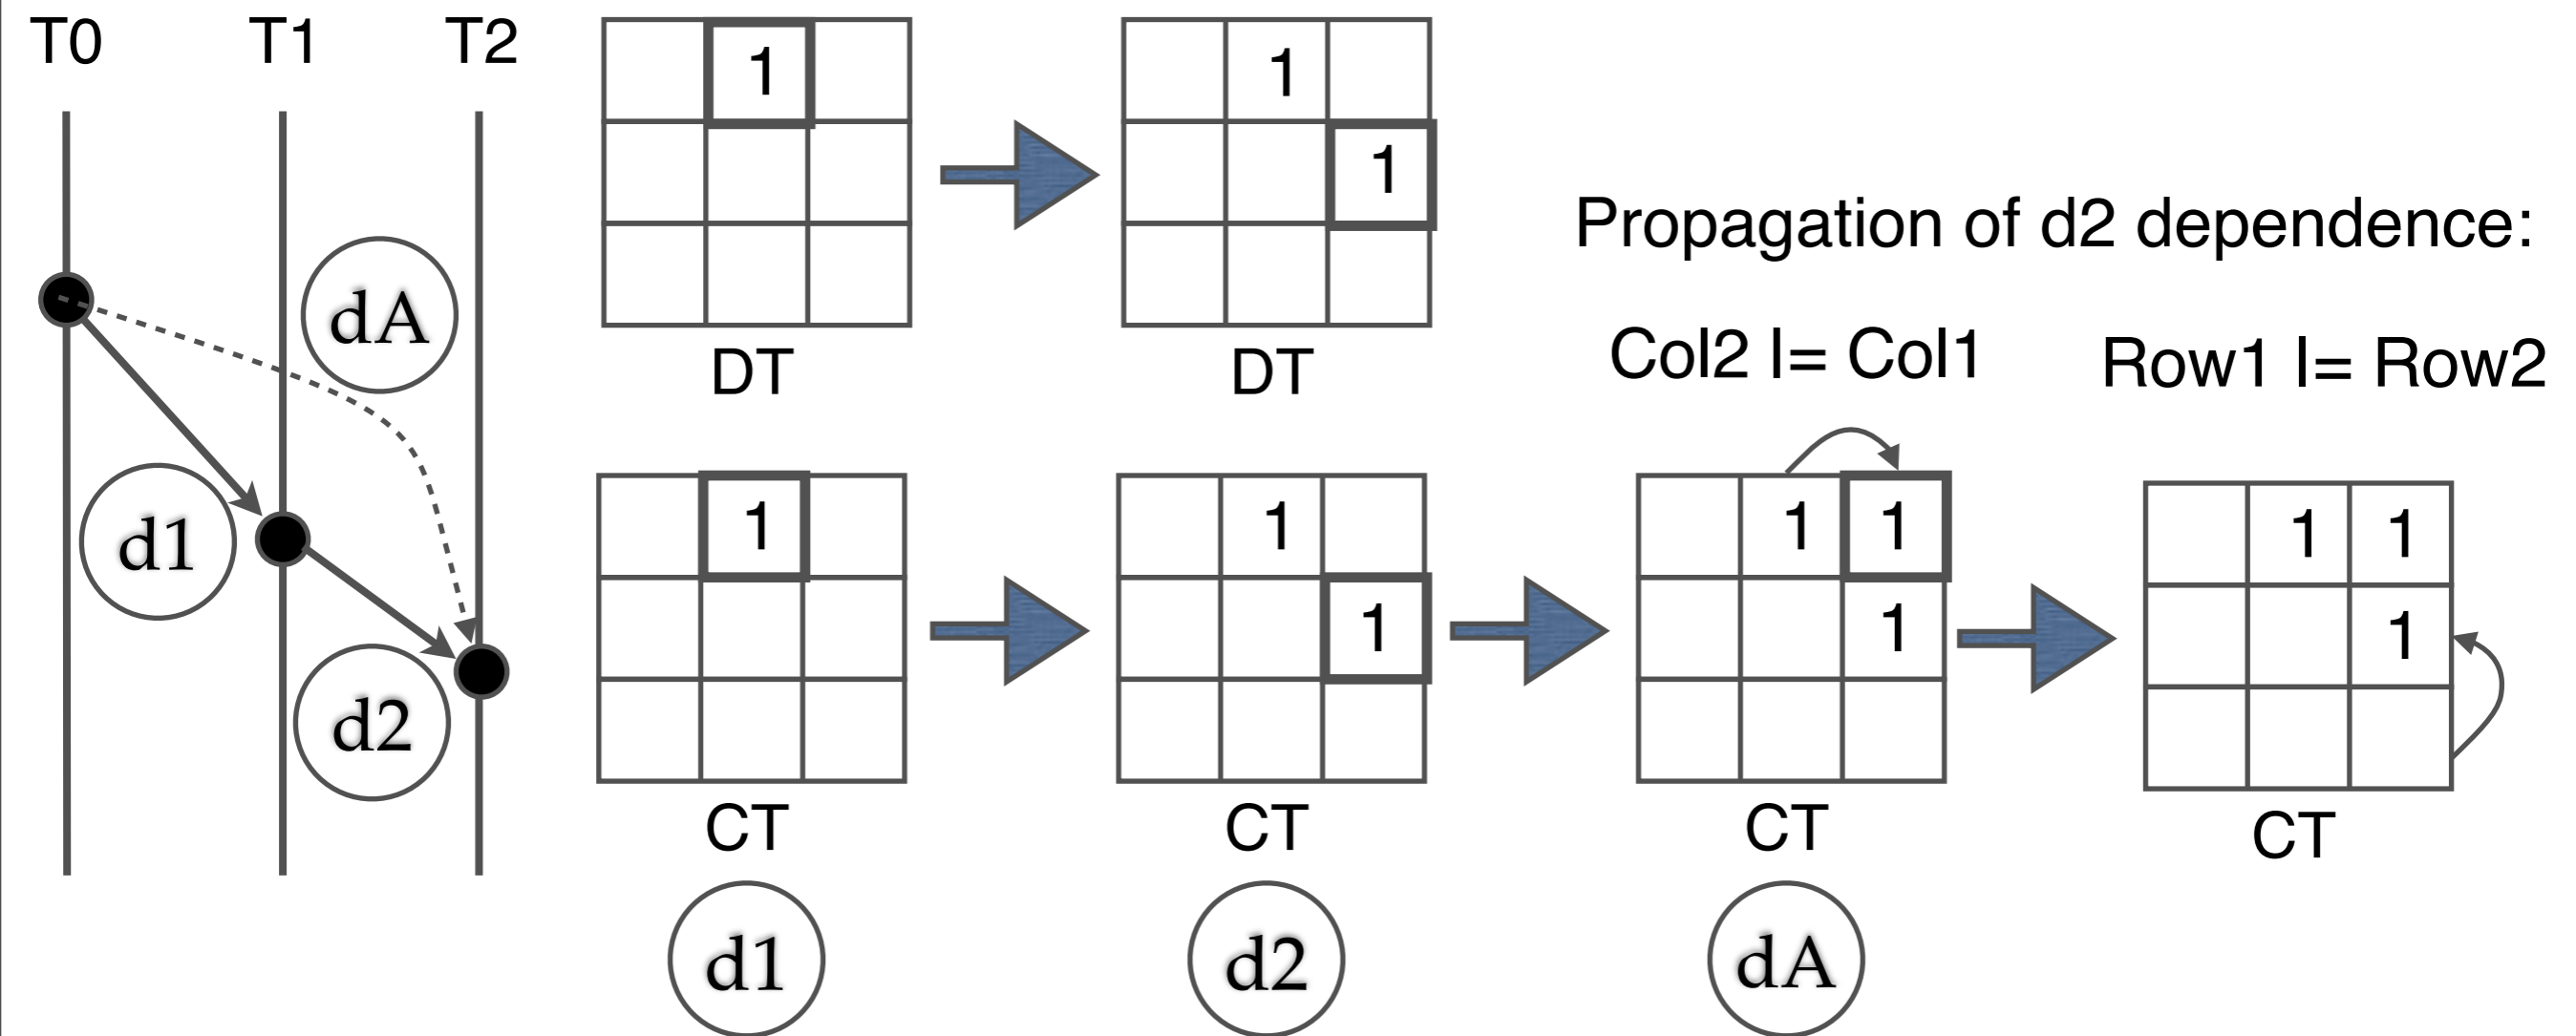 T0 T1 T2
1
1
1
DT
DT
dA
d1
d2
Propagation of d2 dependence:
Col2 I= Col1
Row1 I= Row2
1
1
1
1 1
1
1 1
1
CT
CT
CT
CT
d1
d2
dA